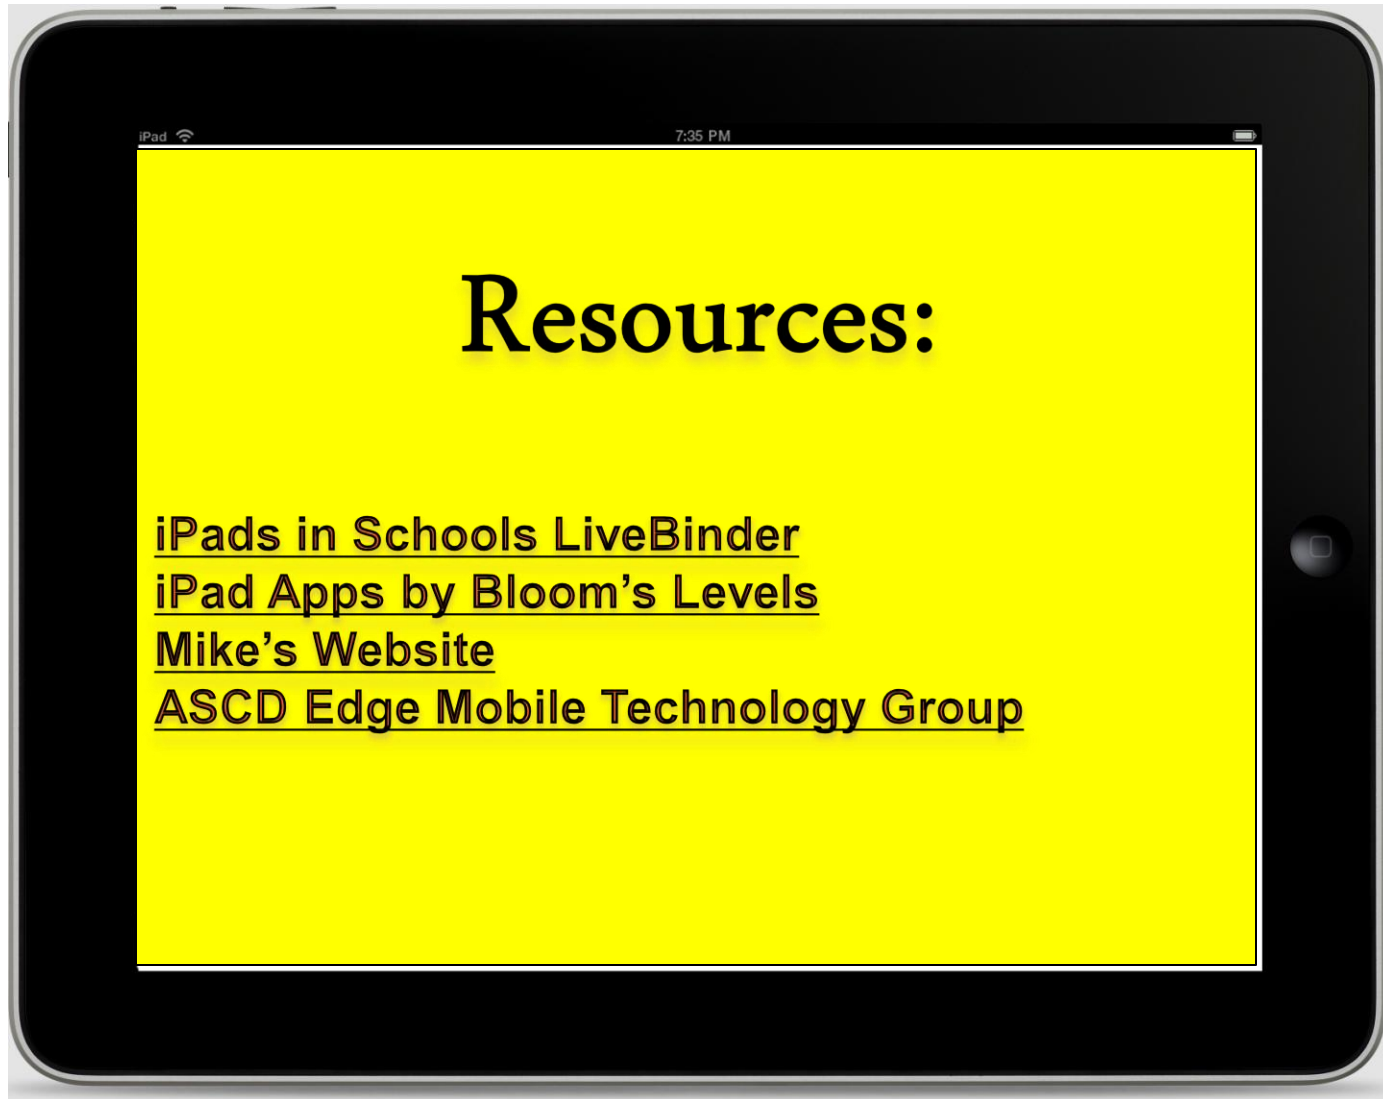 iPad 7:35 PM
Resources:
iPads in Schools LiveBinder
iPad Apps by Bloom’s Levels
Mike’s Website
ASCD Edge Mobile Technology Group